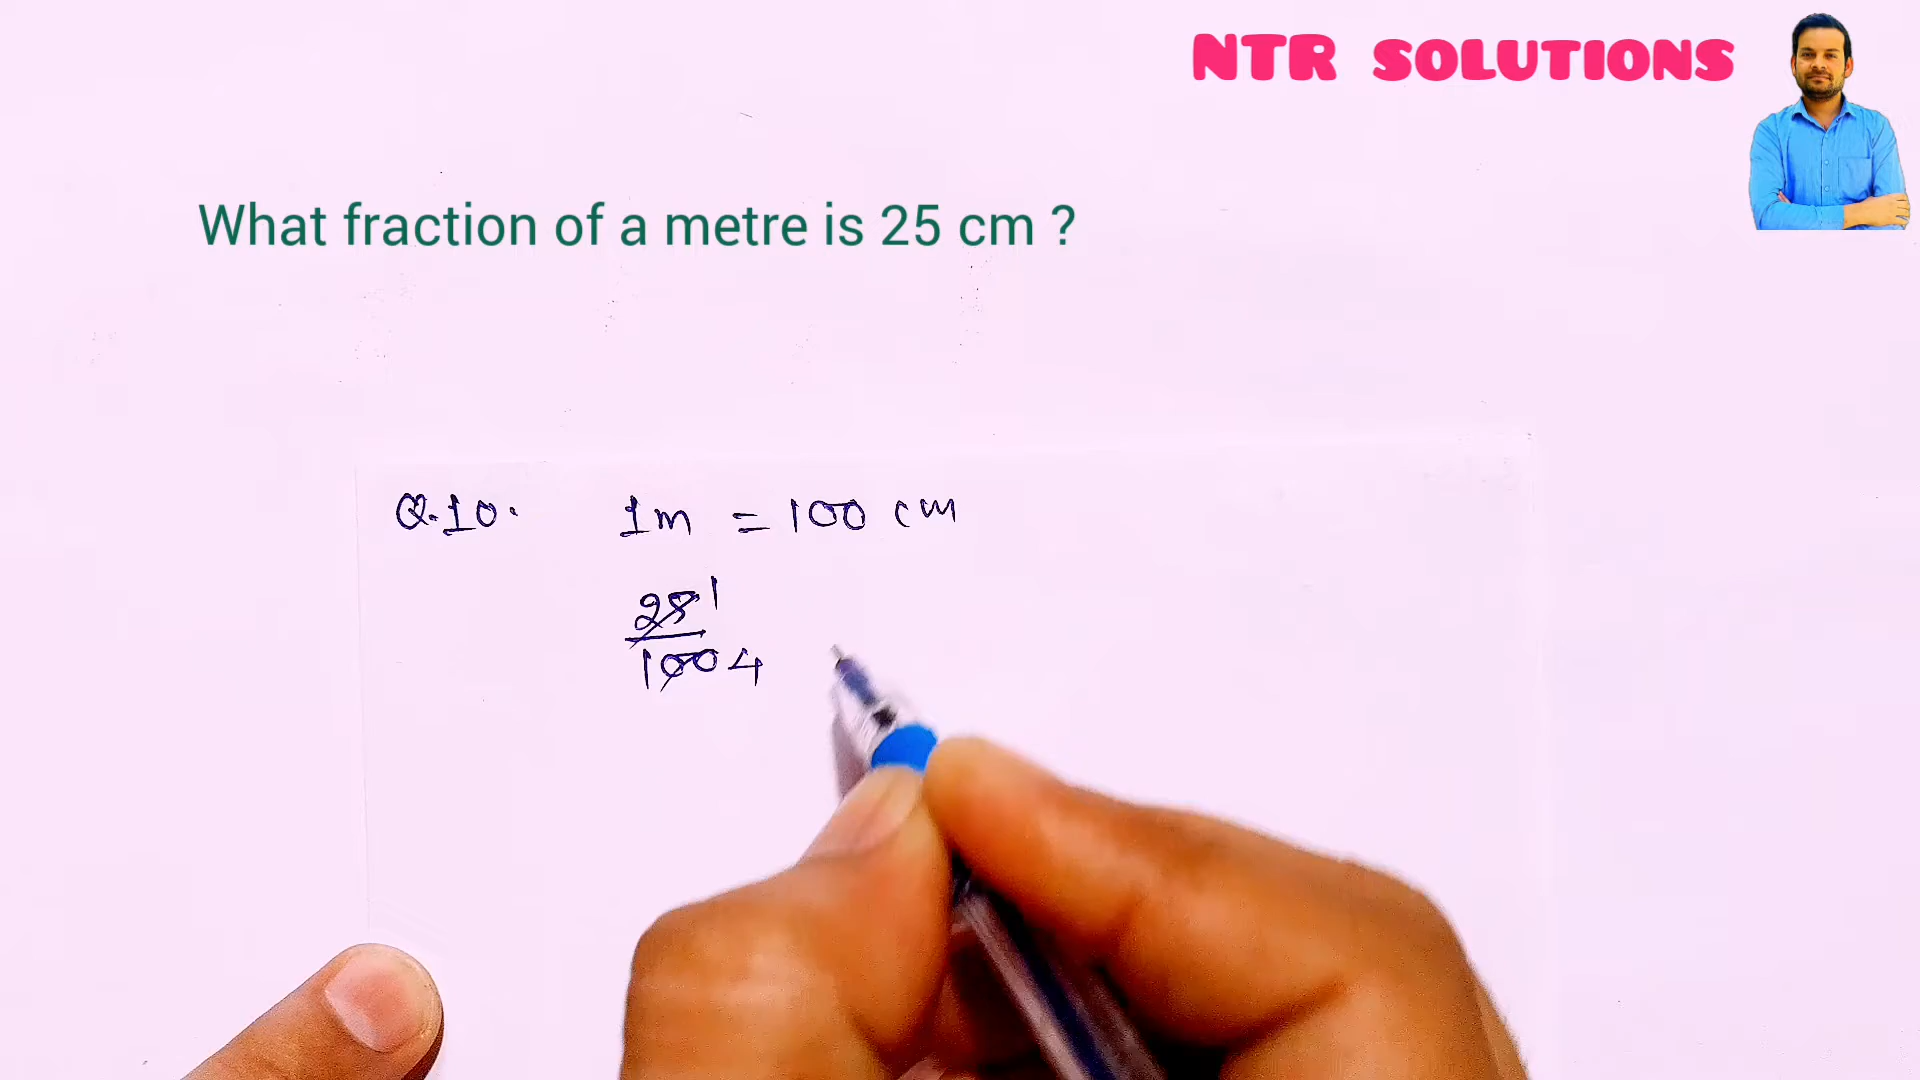 NTR SOLUTIONS
What fraction of a metre is 25 cm ?
Q.10. 1m = 100 cm
25 1
100 4